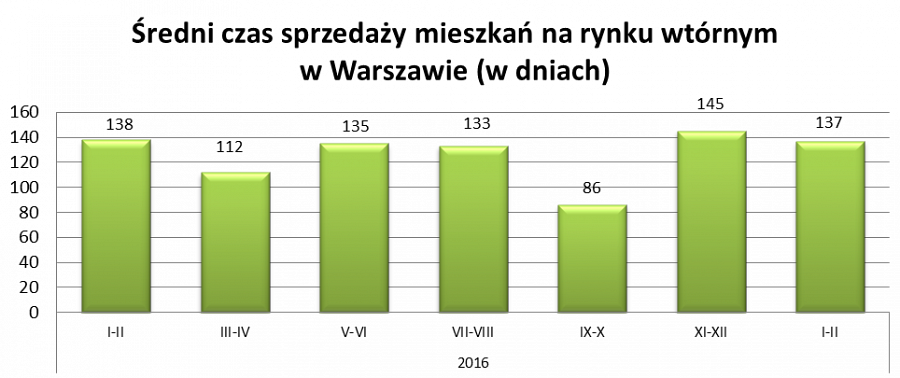 Średni czas sprzedaży mieszkań na rynku wtórnym
w Warszawie (w dniach)
160
140
120
100
80
60
40
20
0
138
112
135
133
86
145
137
I-II
III-IV
V-VI
VII-VIII
IX-X
XI-XII
I-II
2016